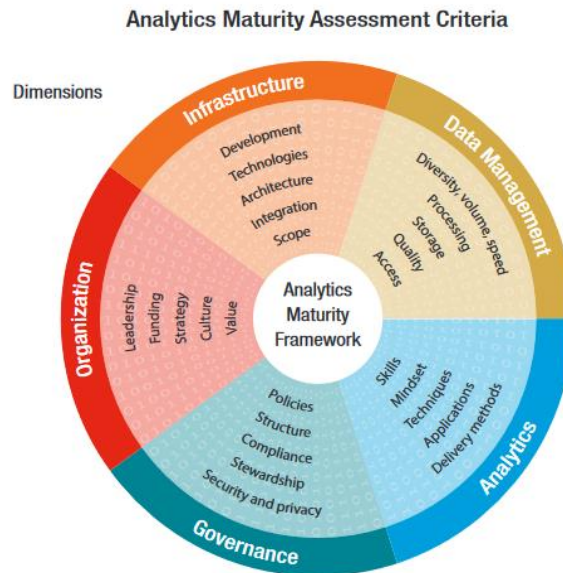 Analytics Maturity Assessment Criteria
Dimensions
Infrastructure
Development
Technologies
Architecture
Integration
Scope
Data Management
Diversity, volume, speed
Processing
Storage
Quality
Access
Organization
Leadership
Funding
Strategy
Culture
Value
Analytics
Maturity
Framework
Skills
Mindset
Techniques
Applications
Delivery methods
Analytics
Policies
Structure
Compliance
Stewardship
Security and privacy
Governance